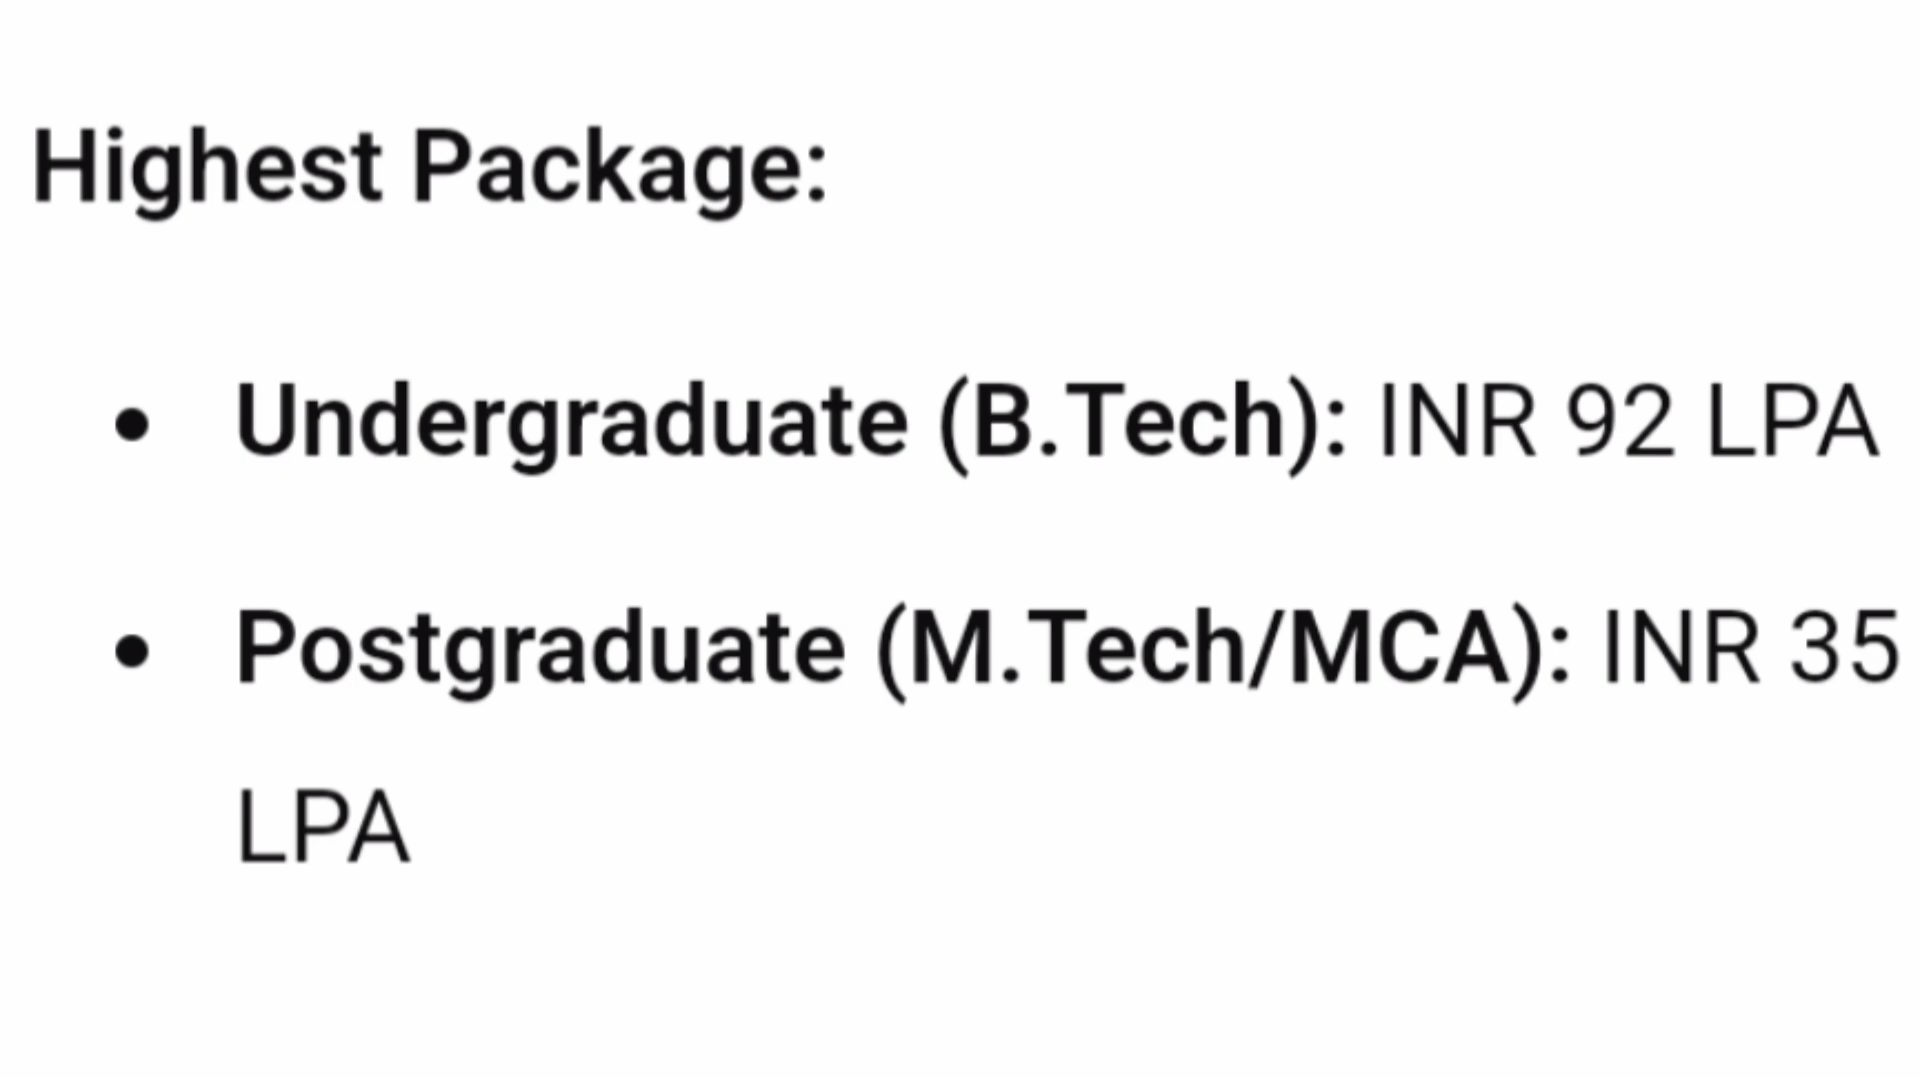 Highest Package:
• Undergraduate (B.Tech): INR 92 LPA
• Postgraduate (M.Tech/MCA): INR 35
LPA